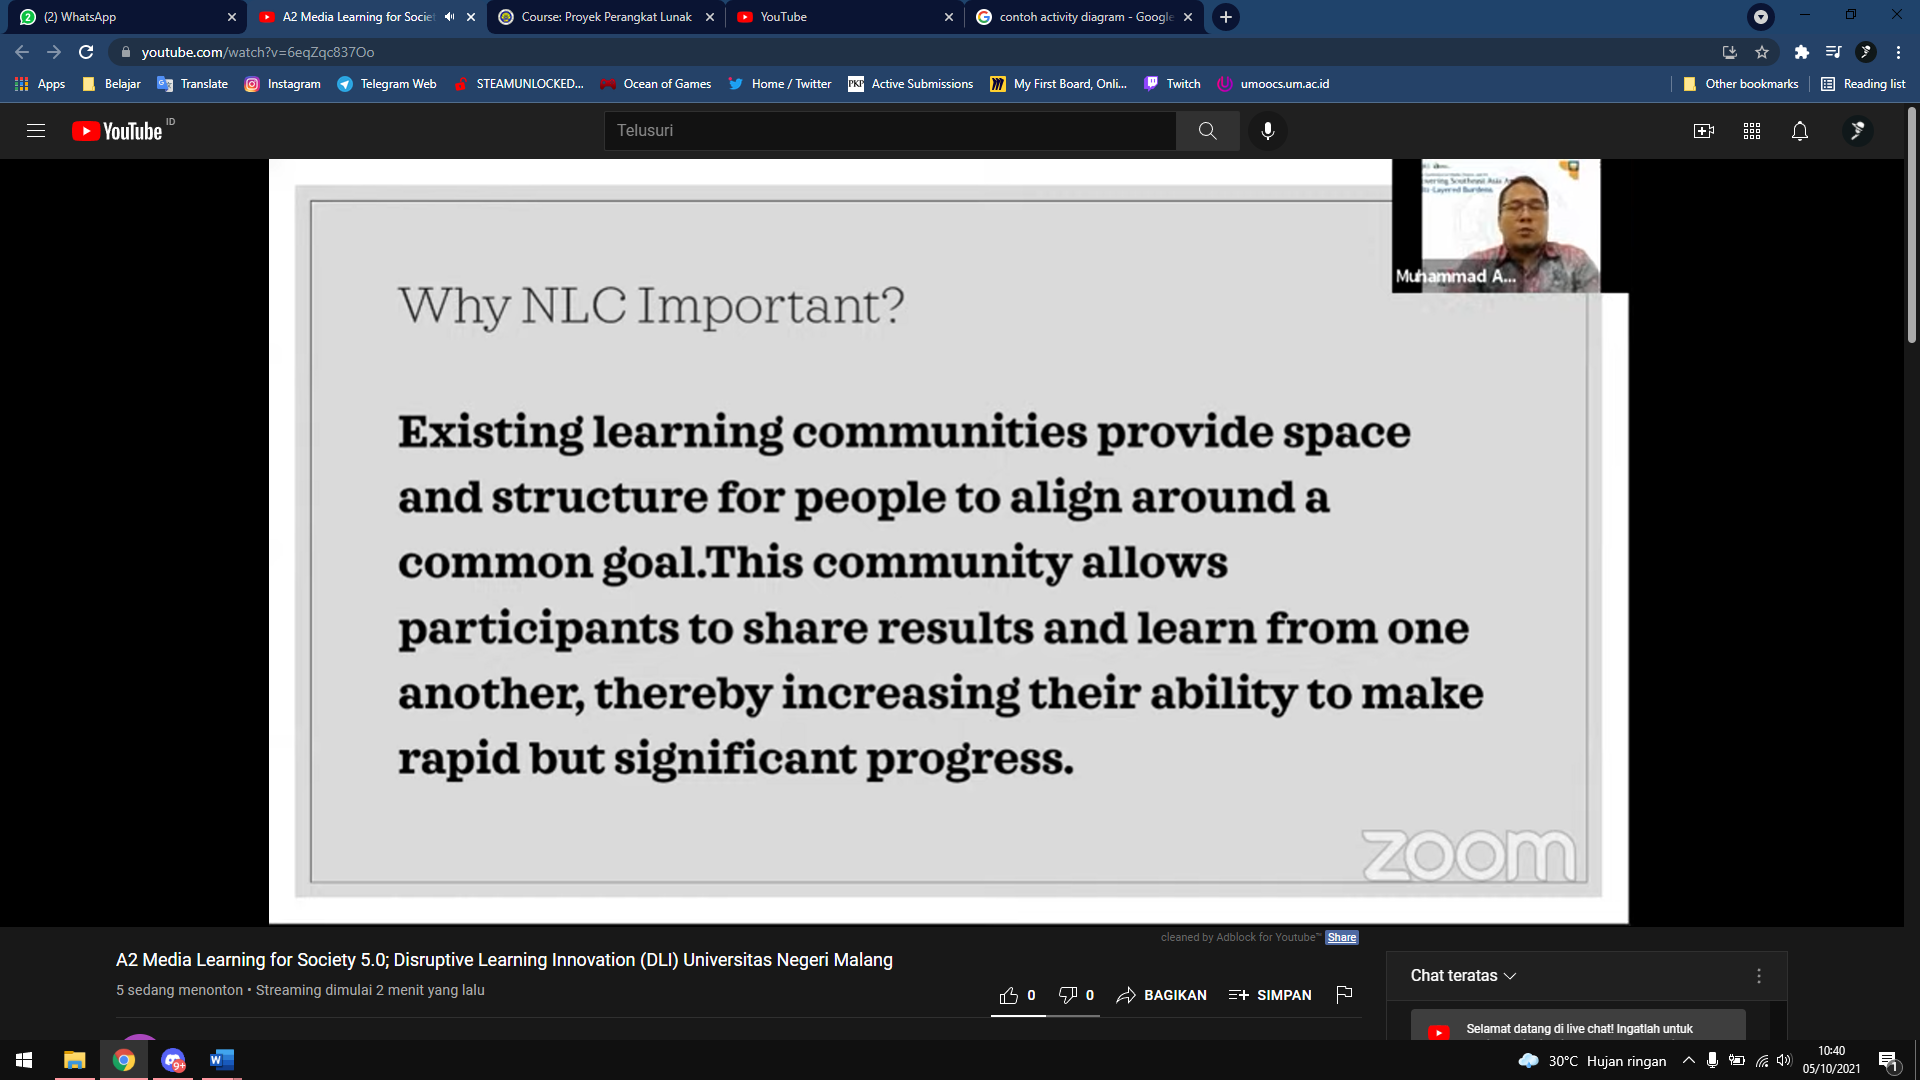 (2) WhatsApp
A2 Media Learning for Societ
Course: Proyek Perangkat Lunak
YouTube
contoh activity diagram - Google
youtube.com/watch?v=6eqZqc837Oo
Apps
Belajar
Translate
Instagram
Telegram Web
STEAMUNLOCKED...
Ocean of Games
Home / Twitter
PKP
Active Submissions
My First Board, Onli...
Twitch
umoocs.um.ac.id
Other bookmarks
Reading list
YouTube ID
Telusuri
Muhammad A...
Why NLC Important?
Existing learning communities provide space
and structure for people to align around a
common goal.This community allows
participants to share results and learn from one
another, thereby increasing their ability to make
rapid but significant progress.
zoom
cleaned by Adblock for Youtube™ Share
A2 Media Learning for Society 5.0; Disruptive Learning Innovation (DLI) Universitas Negeri Malang
5 sedang menonton • Streaming dimulai 2 menit yang lalu
0
0
BAGIKAN
SIMPAN
Chat teratas
Selamat datang di live chat! Ingatlah untuk
9+
30°C Hujan ringan
10:40
05/10/2021
1